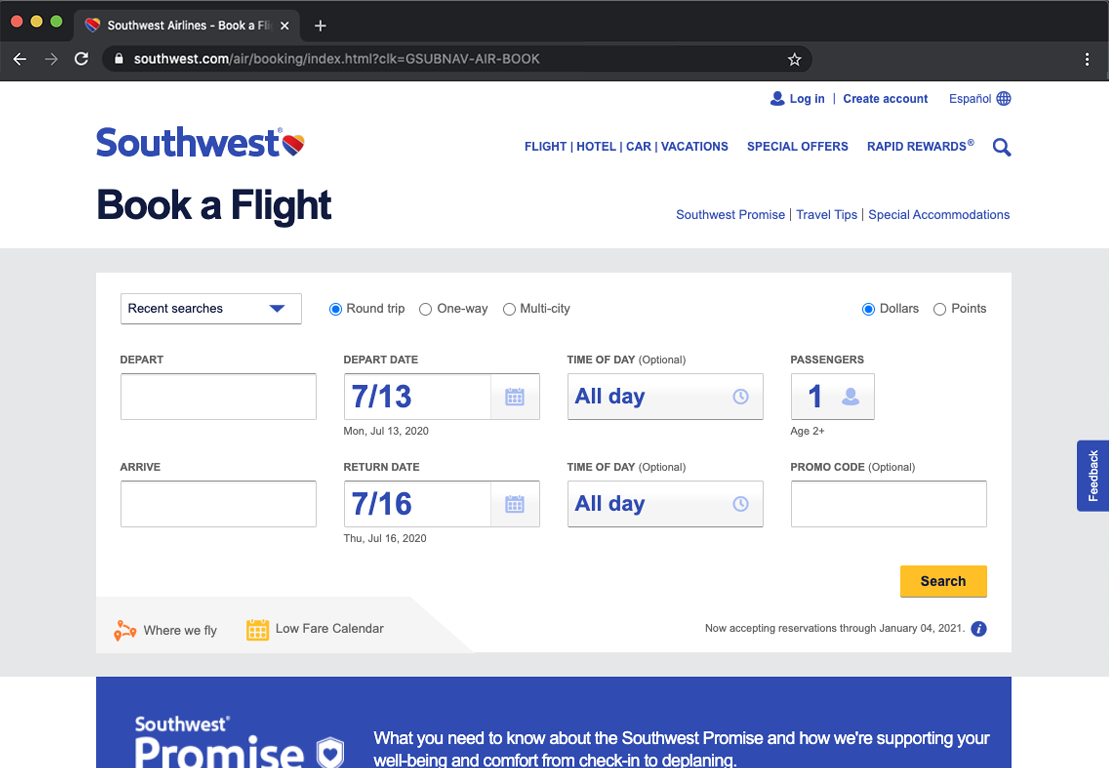 Southwest Airlines - Book a Fli
southwest.com/air/booking/index.html?clk=GSUBNAV-AIR-BOOK
Log in | Create account Español
Southwest®
FLIGHT | HOTEL | CAR | VACATIONS SPECIAL OFFERS RAPID REWARDS®
Book a Flight
Southwest Promise | Travel Tips | Special Accommodations
Recent searches Round trip One-way Multi-city Dollars Points
DEPART DEPART DATE TIME OF DAY (Optional) PASSENGERS
7/13 All day 1
Mon, Jul 13, 2020 Age 2+
ARRIVE RETURN DATE TIME OF DAY (Optional) PROMO CODE (Optional)
Feedback
7/16 All day
Thu, Jul 16, 2020
Search
Where we fly Low Fare Calendar Now accepting reservations through January 04, 2021. i
Southwest®
Promise
What you need to know about the Southwest Promise and how we're supporting your
well-being and comfort from check-in to deplaning.